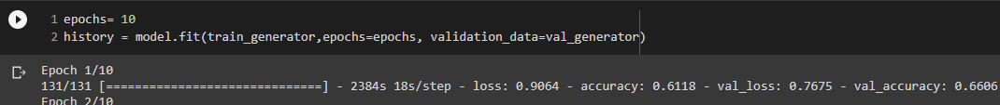 1 epochs= 10
2 history = model.fit(train_generator,epochs=epochs, validation_data=val_generator)
Epoch 1/10
131/131 [==============================] - 2384s 18s/step - loss: 0.9064 - accuracy: 0.6118 - val_loss: 0.7675 - val_accuracy: 0.6606
Epoch 2/10